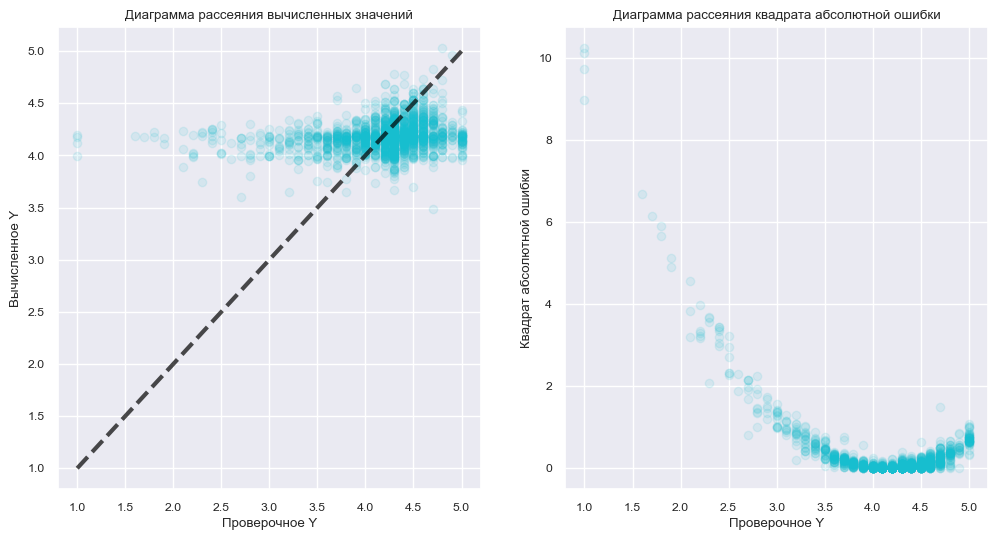 Диаграмма рассеяния вычисленных значений
5.0
4.5
4.0
3.5
3.0
2.5
2.0
1.5
1.0
Вычисленное Y
1.0 1.5 2.0 2.5 3.0 3.5 4.0 4.5 5.0
Проверочное Y
Диаграмма рассеяния квадрата абсолютной ошибки
10
8
6
4
2
0
Квадрат абсолютной ошибки
1.0 1.5 2.0 2.5 3.0 3.5 4.0 4.5 5.0
Проверочное Y